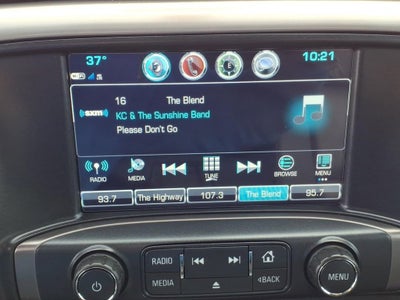 37°
10:21
E
16 The Blend
((sxm))
KC & The Sunshine Band
Please Don't Go
RADIO MEDIA TUNE BROWSE MENU
93.7 The Highway 107.3 The Blend 95.7
RADIO
MEDIA
BACK
MENU